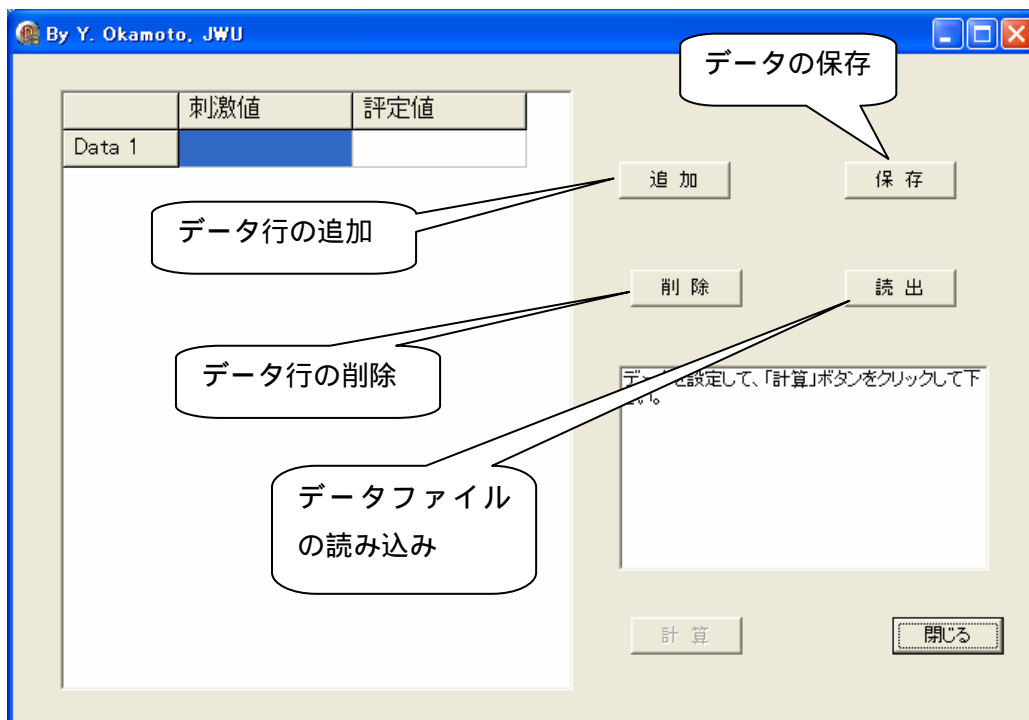 By Y. Okamoto, JWU
データの保存
刺激値 評定値
Data 1
追 加 保 存
データ行の追加
削 除 読 出
データ行の削除
を設定して、「計算」ボタンをクリックして下
い。
データファイル
の読み込み
計 算 閉じる